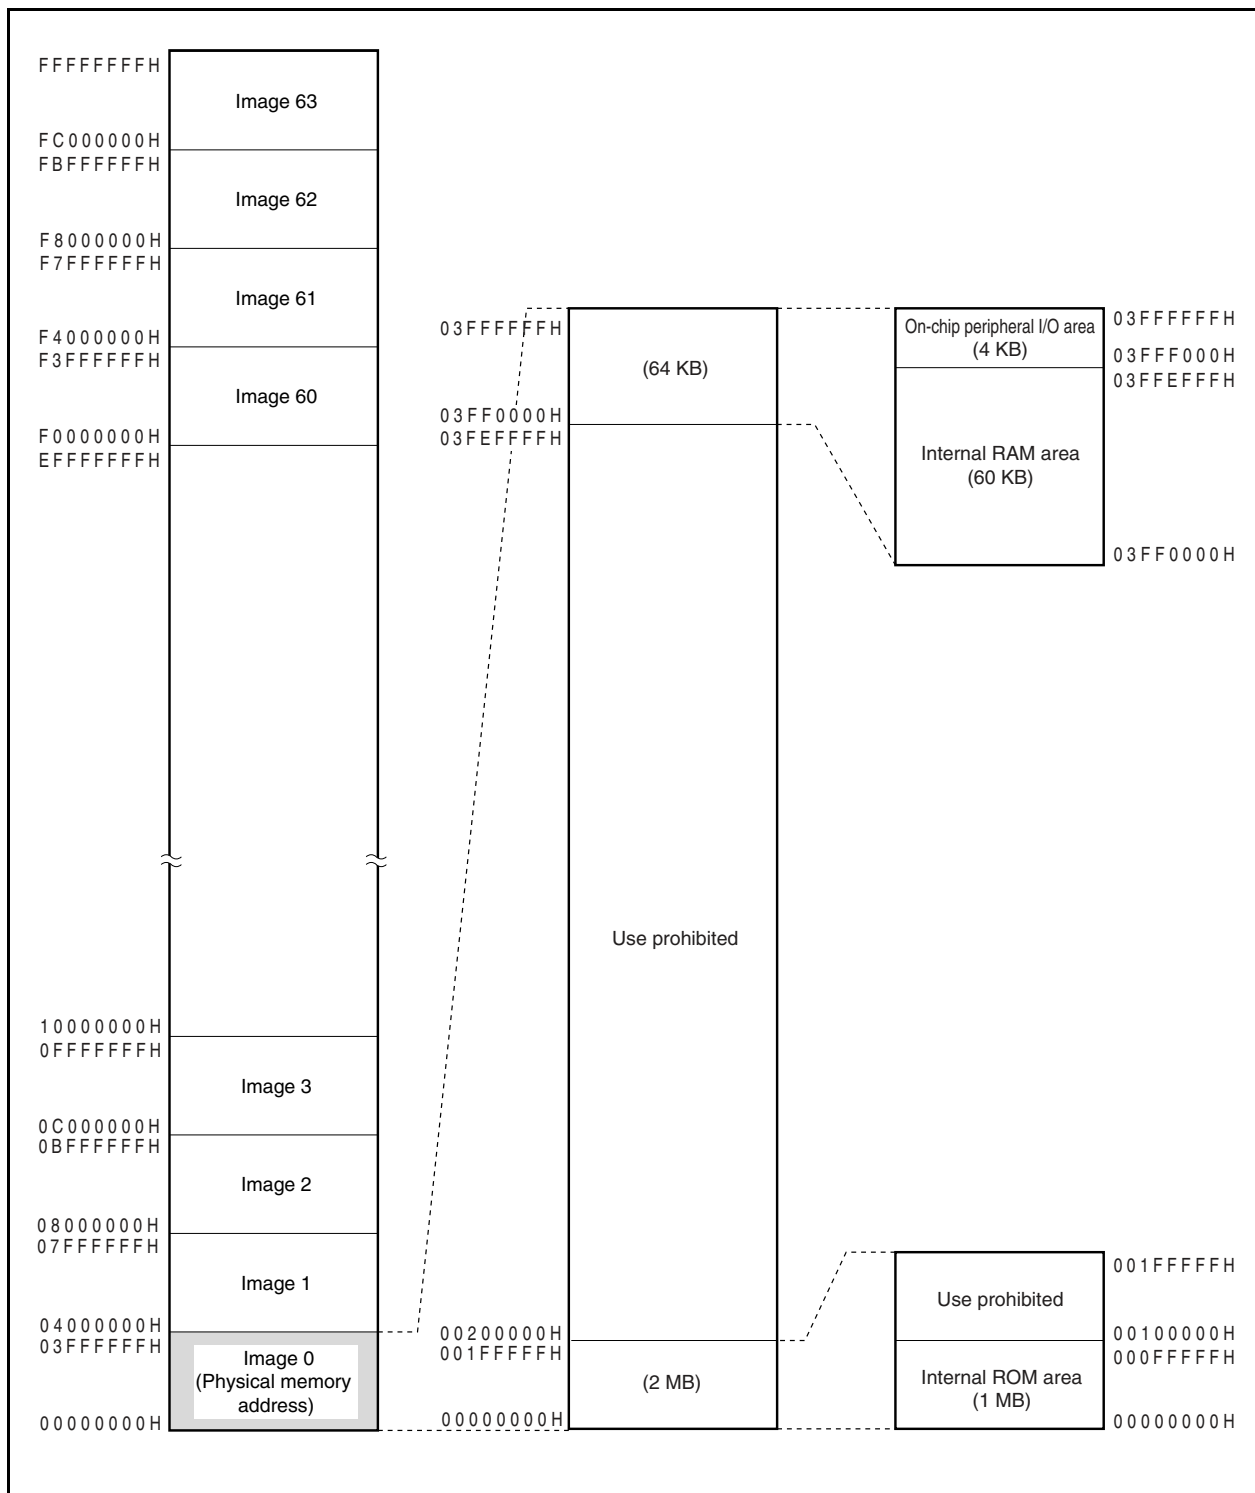 FFFFFFFFH
Image 63
FC000000H
FBFFFFFFH
Image 62
F8000000H
F7FFFFFFH
Image 61
F4000000H
F3FFFFFFH
Image 60
F0000000H
EFFFFFFFH
10000000H
0FFFFFFFH
Image 3
0C000000H
0BFFFFFFH
Image 2
08000000H
07FFFFFFH
Image 1
04000000H
03FFFFFFH
Image 0
(Physical memory
address)
00000000H
03FFFFFFH
(64 KB)
03FF0000H
03FEFFFFH
Use prohibited
00200000H
001FFFFFH
(2 MB)
00000000H
On-chip peripheral I/O area
(4 KB)
03FFFFFFH
03FFF000H
03FFEFFFH
Internal RAM area
(60 KB)
03FF0000H
001FFFFFH
Use prohibited
00100000H
000FFFFFH
Internal ROM area
(1 MB)
00000000H